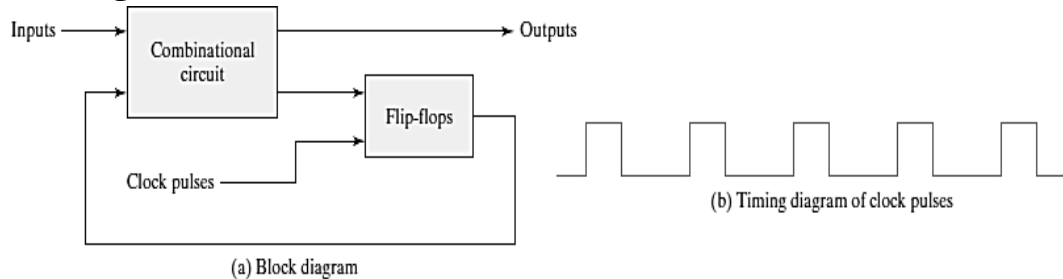 Inputs
Outputs
Combinational
circuit
Flip-flops
Clock pulses
(a) Block diagram
(b) Timing diagram of clock pulses